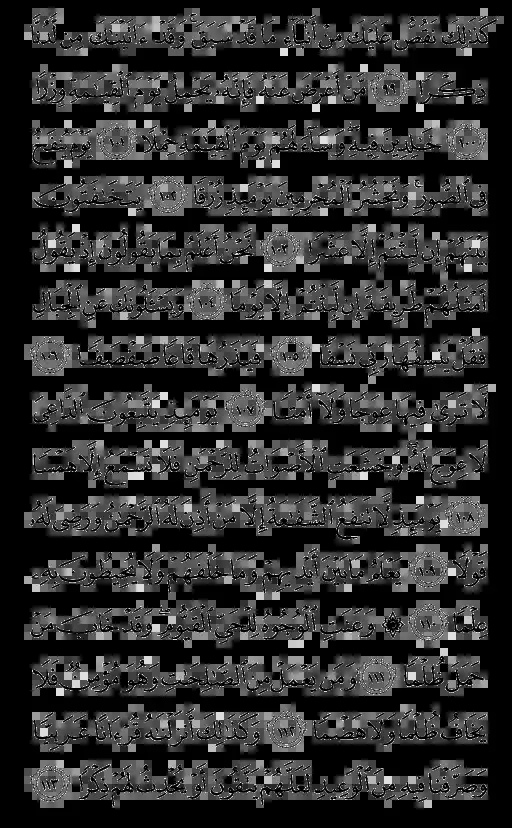 كَذَٰلِكَ نَقُصُّ عَلَيْكَ مِنْ أَنۢبَآءِ مَا قَدْ سَبَقَ ۚ وَقَدْ ءَاتَيْنَٰكَ مِن لَّدُنَّا
ذِكْرًا ٩٩ مَّنْ أَعْرَضَ عَنْهُ فَإِنَّهُۥ يَحْمِلُ يَوْمَ ٱلْقِيَٰمَةِ وِزْرًا
١٠٠ خَٰلِدِينَ فِيهِ ۖ وَسَآءَ لَهُمْ يَوْمَ ٱلْقِيَٰمَةِ حِمْلًا ١٠١ يَوْمَ يُنفَخُ
فِى ٱلصُّورِ ۚ وَنَحْشُرُ ٱلْمُجْرِمِينَ يَوْمَئِذٍ زُرْقًا ١٠٢ يَتَخَٰفَتُونَ
بَيْنَهُمْ إِن لَّبِثْتُمْ إِلَّا عَشْرًا ١٠٣ نَّحْنُ أَعْلَمُ بِمَا يَقُولُونَ إِذْ يَقُولُ
أَمْثَلُهُمْ طَرِيقَةً إِن لَّبِثْتُمْ إِلَّا يَوْمًا ١٠٤ وَيَسْـَٔلُونَكَ عَنِ ٱلْجِبَالِ
فَقُلْ يَنسِفُهَا رَبِّى نَسْفًا ١٠٥ فَيَذَرُهَا قَاعًا صَفْصَفًا ١٠٦
لَّا تَرَىٰ فِيهَا عِوَجًا وَلَآ أَمْتًا ١٠٧ يَوْمَئِذٍ يَتَّبِعُونَ ٱلدَّاعِىَ
لَا عِوَجَ لَهُۥ ۖ وَخَشَعَتِ ٱلْأَصْوَاتُ لِلرَّحْمَٰنِ فَلَا تَسْمَعُ إِلَّا هَمْسًا
١٠٨ يَوْمَئِذٍ لَّا تَنفَعُ ٱلشَّفَٰعَةُ إِلَّا مَنْ أَذِنَ لَهُ ٱلرَّحْمَٰنُ وَرَضِىَ لَهُۥ
قَوْلًا ١٠٩ يَعْلَمُ مَا بَيْنَ أَيْدِيهِمْ وَمَا خَلْفَهُمْ وَلَا يُحِيطُونَ بِهِۦ
عِلْمًا ١١٠ ۞ وَعَنَتِ ٱلْوُجُوهُ لِلْحَىِّ ٱلْقَيُّومِ ۖ وَقَدْ خَابَ مَنْ
حَمَلَ ظُلْمًا ١١١ وَمَن يَعْمَلْ مِنَ ٱلصَّٰلِحَٰتِ وَهُوَ مُؤْمِنٌ فَلَا
يَخَافُ ظُلْمًا وَلَا هَضْمًا ١١٢ وَكَذَٰلِكَ أَنزَلْنَٰهُ قُرْءَانًا عَرَبِيًّا
وَصَرَّفْنَا فِيهِ مِنَ ٱلْوَعِيدِ لَعَلَّهُمْ يَتَّقُونَ أَوْ يُحْدِثُ لَهُمْ ذِكْرًا ١١٣